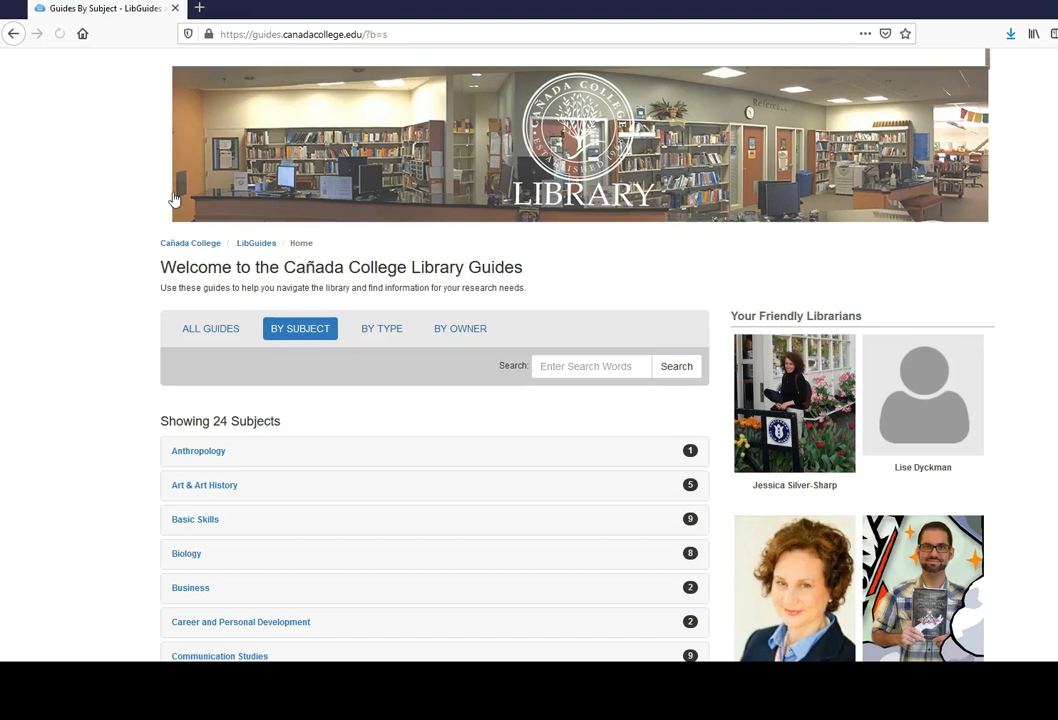 Guides By Subject - LibGuides
https://guides.canadacollege.edu/?b=s
CAÑADA COLLEGE
LIBRARY
Reference
Cañada College / LibGuides / Home
Welcome to the Cañada College Library Guides
Use these guides to help you navigate the library and find information for your research needs.
ALL GUIDES BY SUBJECT BY TYPE BY OWNER
Search: Enter Search Words Search
Showing 24 Subjects
Anthropology 1
Art & Art History 5
Basic Skills 9
Biology 8
Business 2
Career and Personal Development 2
Communication Studies 9
Your Friendly Librarians
Jessica Silver-Sharp
Lise Dyckman